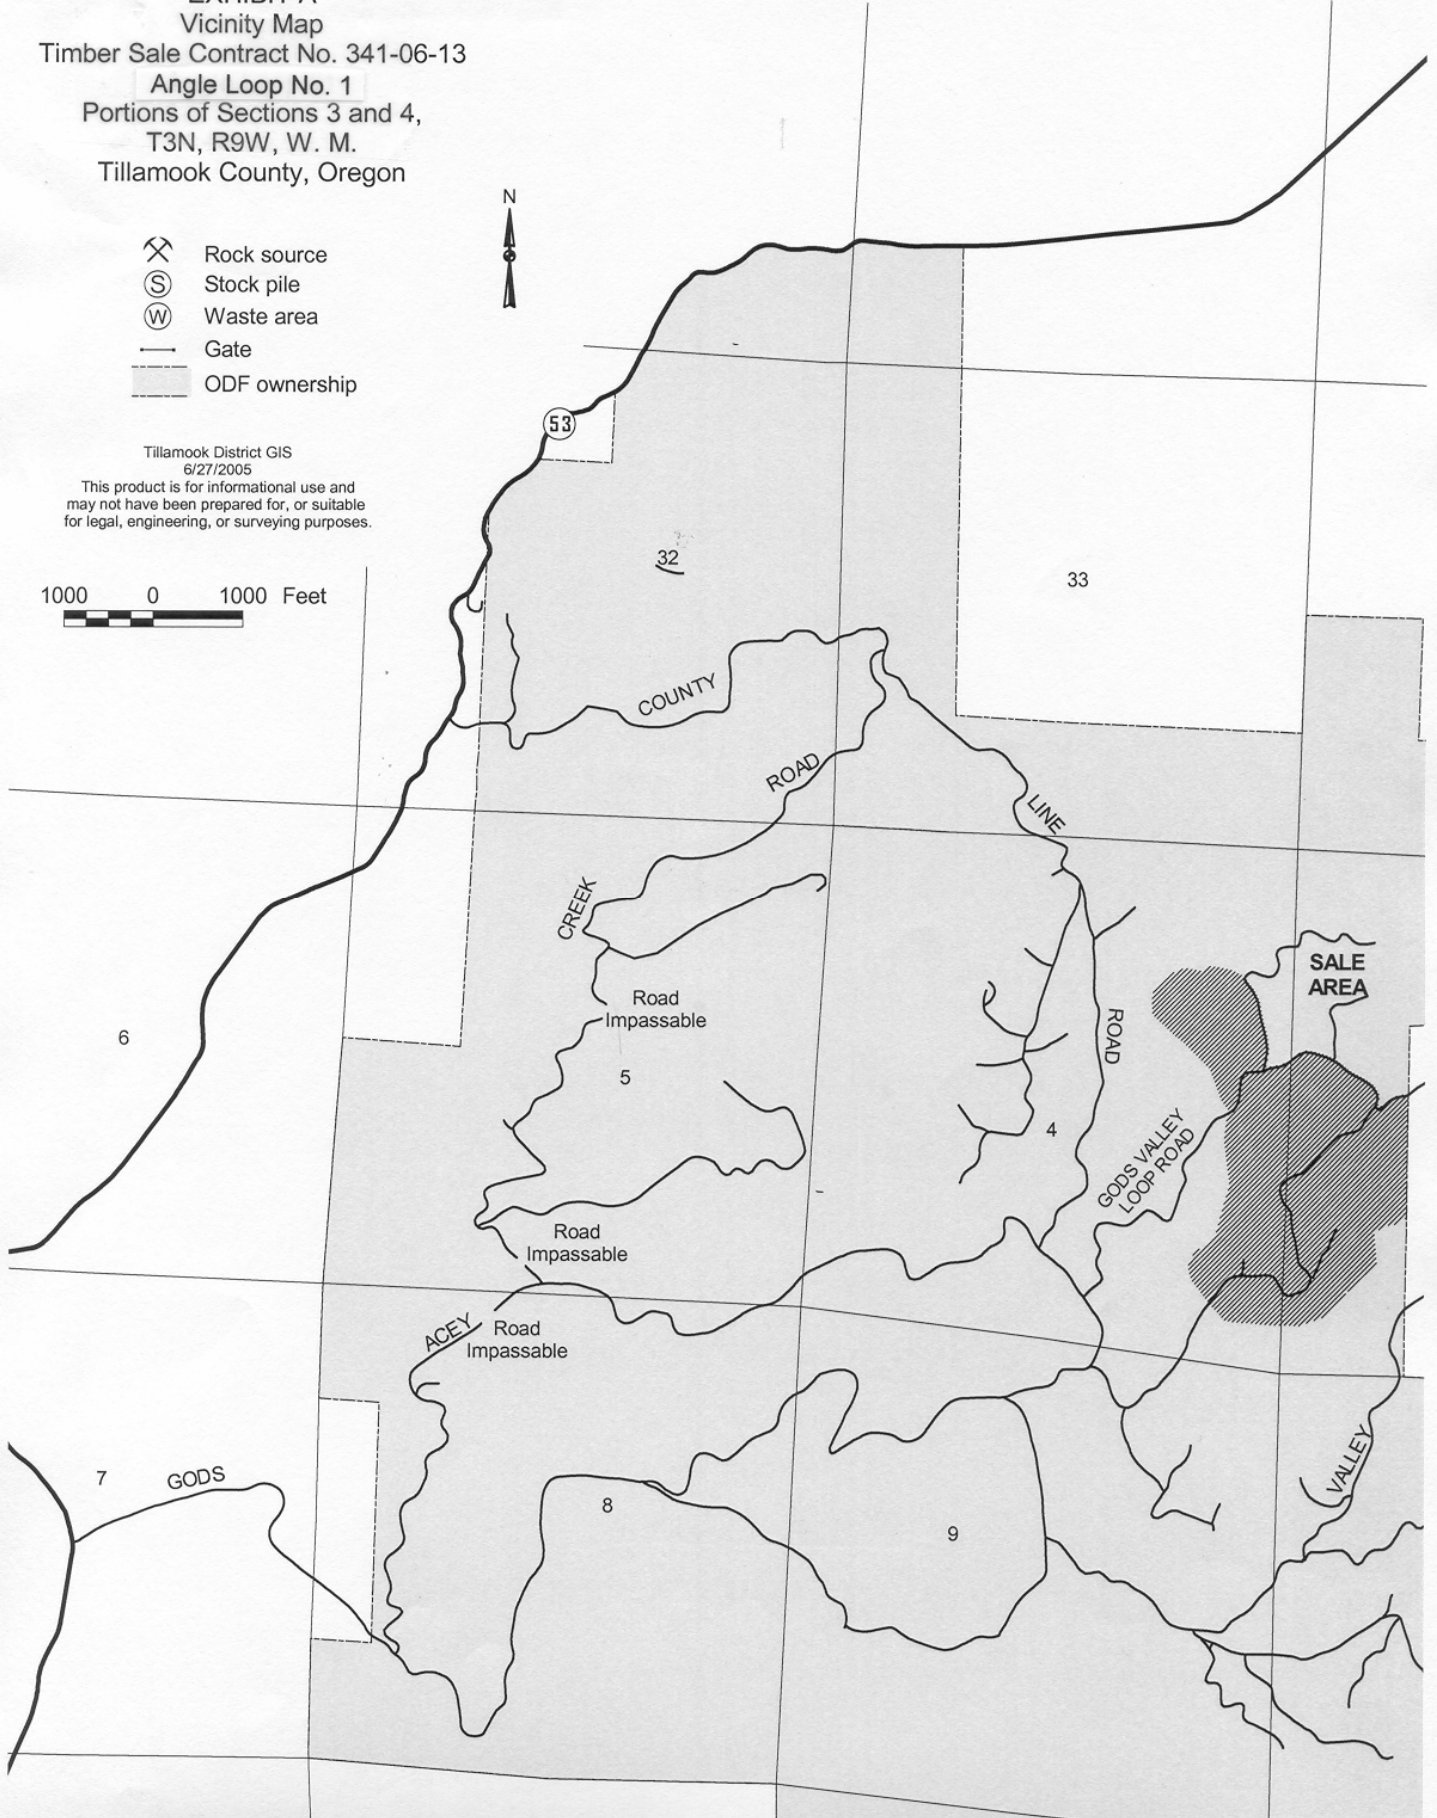 EXHIBIT A
Vicinity Map
Timber Sale Contract No. 341-06-13
Angle Loop No. 1
Portions of Sections 3 and 4,
T3N, R9W, W. M.
Tillamook County, Oregon
N
Rock source
S Stock pile
W Waste area
Gate
ODF ownership
53
Tillamook District GIS
6/27/2005
This product is for informational use and
may not have been prepared for, or suitable
for legal, engineering, or surveying purposes.
1000 0 1000 Feet
32
33
COUNTY
ROAD
LINE
CREEK
SALE
AREA
Road
Impassable
6
5
ROAD
4
GODS VALLEY
LOOP ROAD
Road
Impassable
ACEY
Road
Impassable
7
GODS
8
9
VALLEY